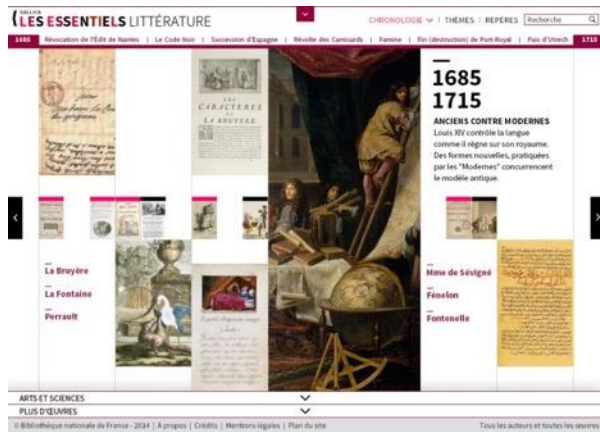 GALLICA
LES ESSENTIELS LITTÉRATURE
CHRONOLOGIE | THÈMES | REPÈRES Recherche
1685 Révocation de l'Édit de Nantes | Le Code Noir | Succession d'Espagne | Révolte des Camisards | Famine | Fin (destruction) de Port-Royal | Paix d'Utrech 1715
LES
CARACTERES
DE
LA BRUYERE
1685
1715
ANCIENS CONTRE MODERNES
Louis XIV contrôle la langue
comme il règne sur son royaume.
Des formes nouvelles, pratiquées
par les "Modernes" concurrencent
le modèle antique.
La Bruyère
La Fontaine
Perrault
Mme de Sévigné
Fénelon
Fontenelle
ARTS ET SCIENCES
PLUS D'ŒUVRES
© Bibliothèque nationale de France - 2014 | A propos | Crédits | Mentions légales | Plan du site
Tous les auteurs et toutes les œuvres